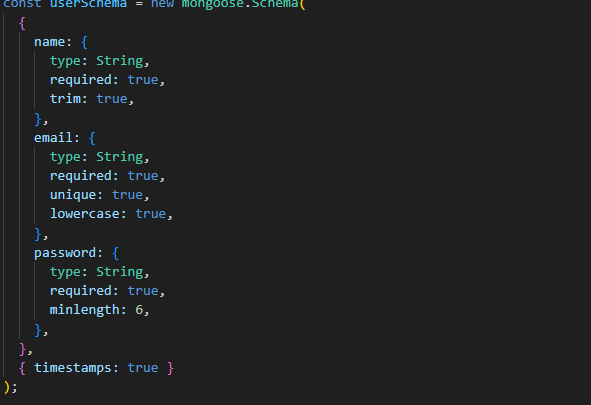 const userSchema = new mongoose.Schema(
  {
    name: {
      type: String,
      required: true,
      trim: true,
    },
    email: {
      type: String,
      required: true,
      unique: true,
      lowercase: true,
    },
    password: {
      type: String,
      required: true,
      minlength: 6,
    },
  },
  { timestamps: true }
);